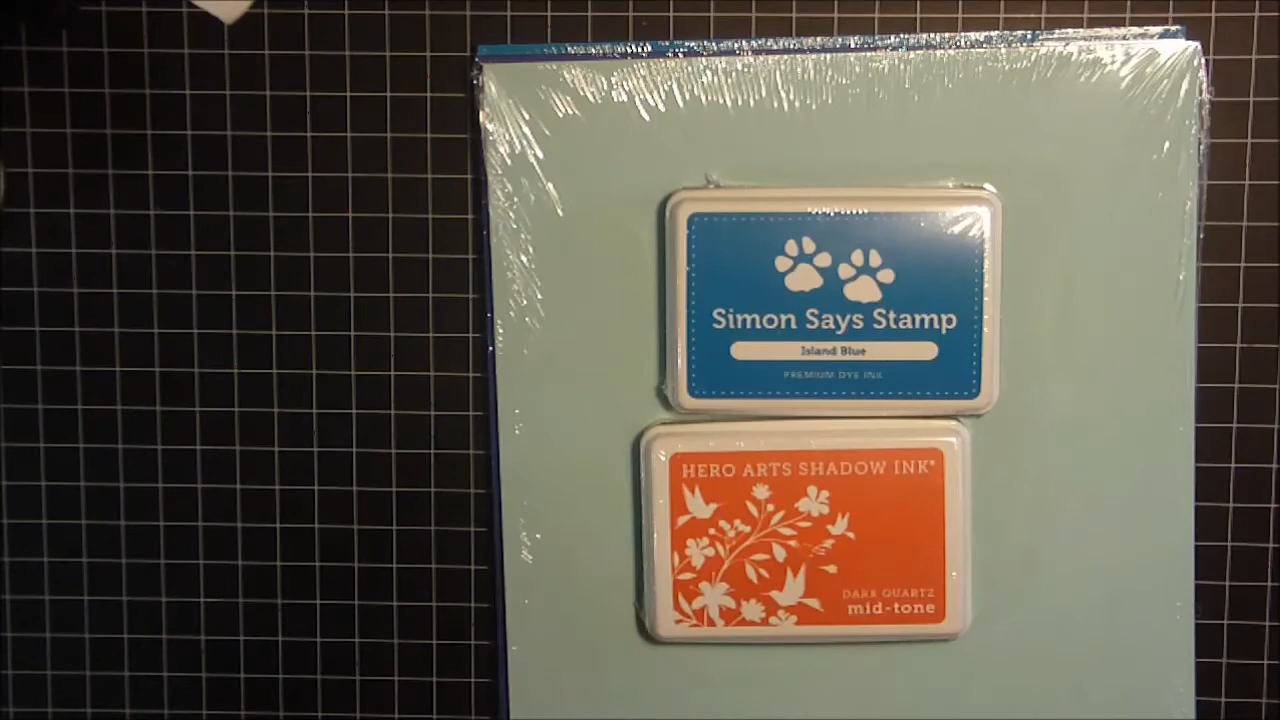 Simon Says Stamp
Island Blue
PREMIUM DYE INK
HERO ARTS SHADOW INK®
DARK QUARTZ
mid-tone